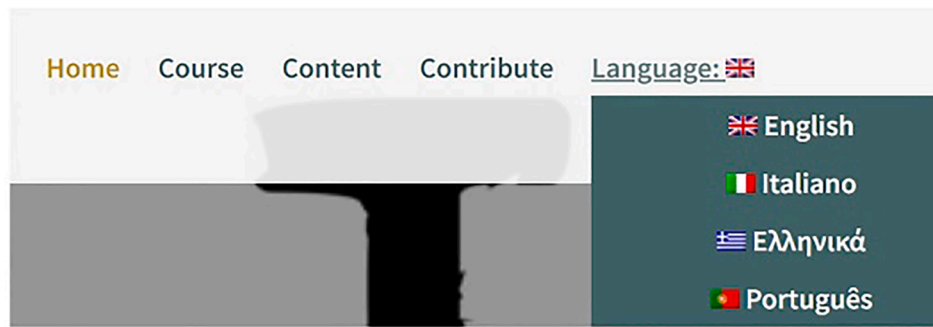 Home Course Content Contribute Language:
English
Italiano
Ελληνικά
Português